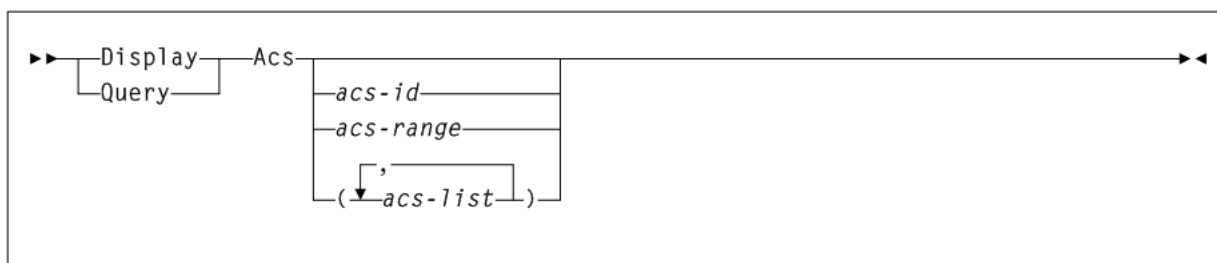 Display Acs
Query
acs-id
acs-range
,
(acs-list)